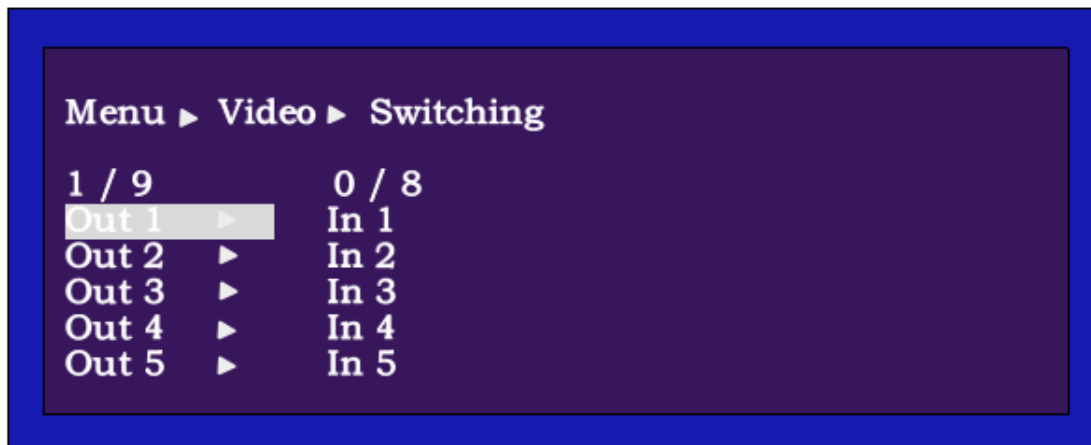 Menu ▶ Video ▶ Switching
1 / 9 0 / 8
Out 1 ▶ In 1
Out 2 ▶ In 2
Out 3 ▶ In 3
Out 4 ▶ In 4
Out 5 ▶ In 5